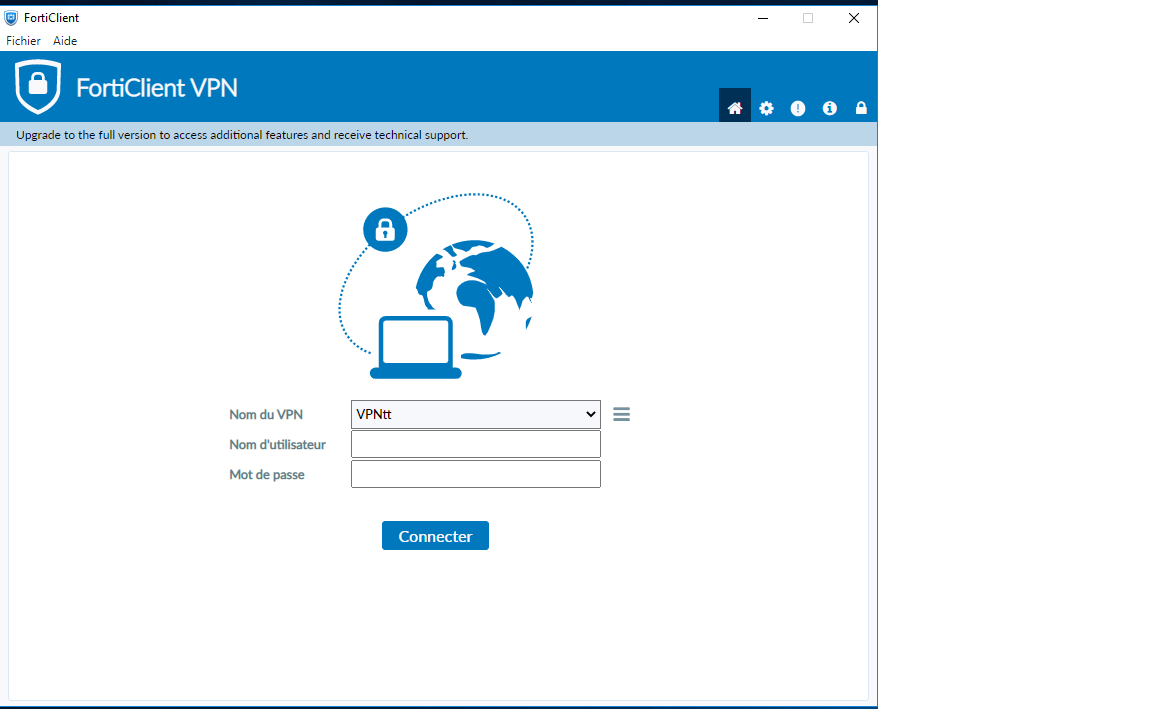 FortiClient
Fichier Aide
FortiClient VPN
Upgrade to the full version to access additional features and receive technical support.
Nom du VPN VPNtt
Nom d'utilisateur
Mot de passe
Connecter